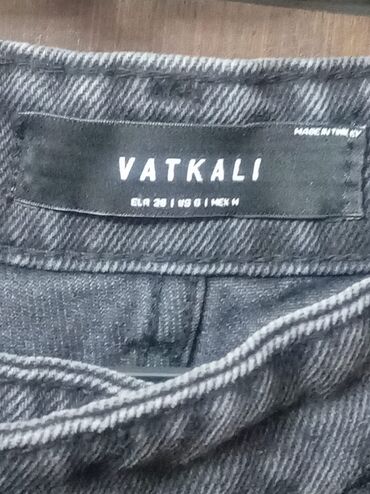 MADE IN TURKEY
VATKALI
EUR 36 | US 6 | MEX M